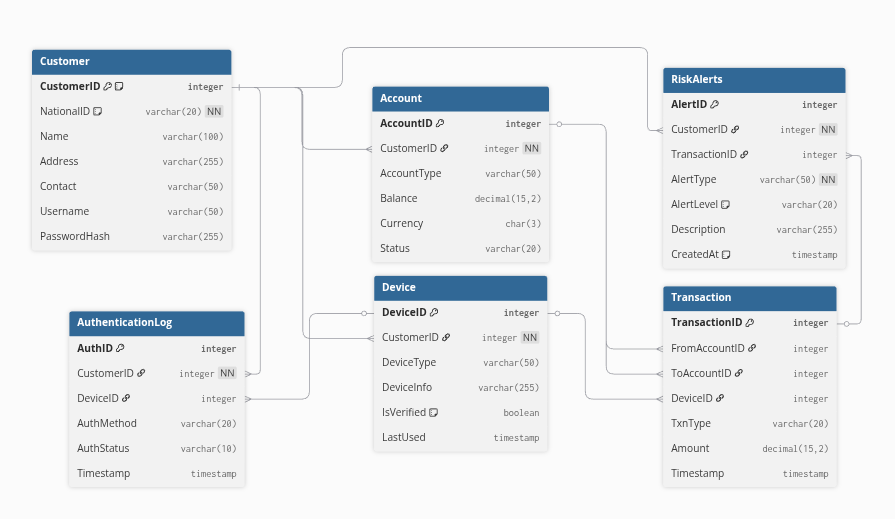 Customer
CustomerID integer
NationalID varchar(20) NN
Name varchar(100)
Address varchar(255)
Contact varchar(50)
Username varchar(50)
PasswordHash varchar(255)
Account
AccountID integer
CustomerID integer NN
AccountType varchar(50)
Balance decimal(15,2)
Currency char(3)
Status varchar(20)
RiskAlerts
AlertID integer
CustomerID integer NN
TransactionID integer
AlertType varchar(50) NN
AlertLevel varchar(20)
Description varchar(255)
CreatedAt timestamp
AuthenticationLog
AuthID integer
CustomerID integer NN
DeviceID integer
AuthMethod varchar(20)
AuthStatus varchar(10)
Timestamp timestamp
Device
DeviceID integer
CustomerID integer NN
DeviceType varchar(50)
DeviceInfo varchar(255)
IsVerified boolean
LastUsed timestamp
Transaction
TransactionID integer
FromAccountID integer
ToAccountID integer
DeviceID integer
TxnType varchar(20)
Amount decimal(15,2)
Timestamp timestamp